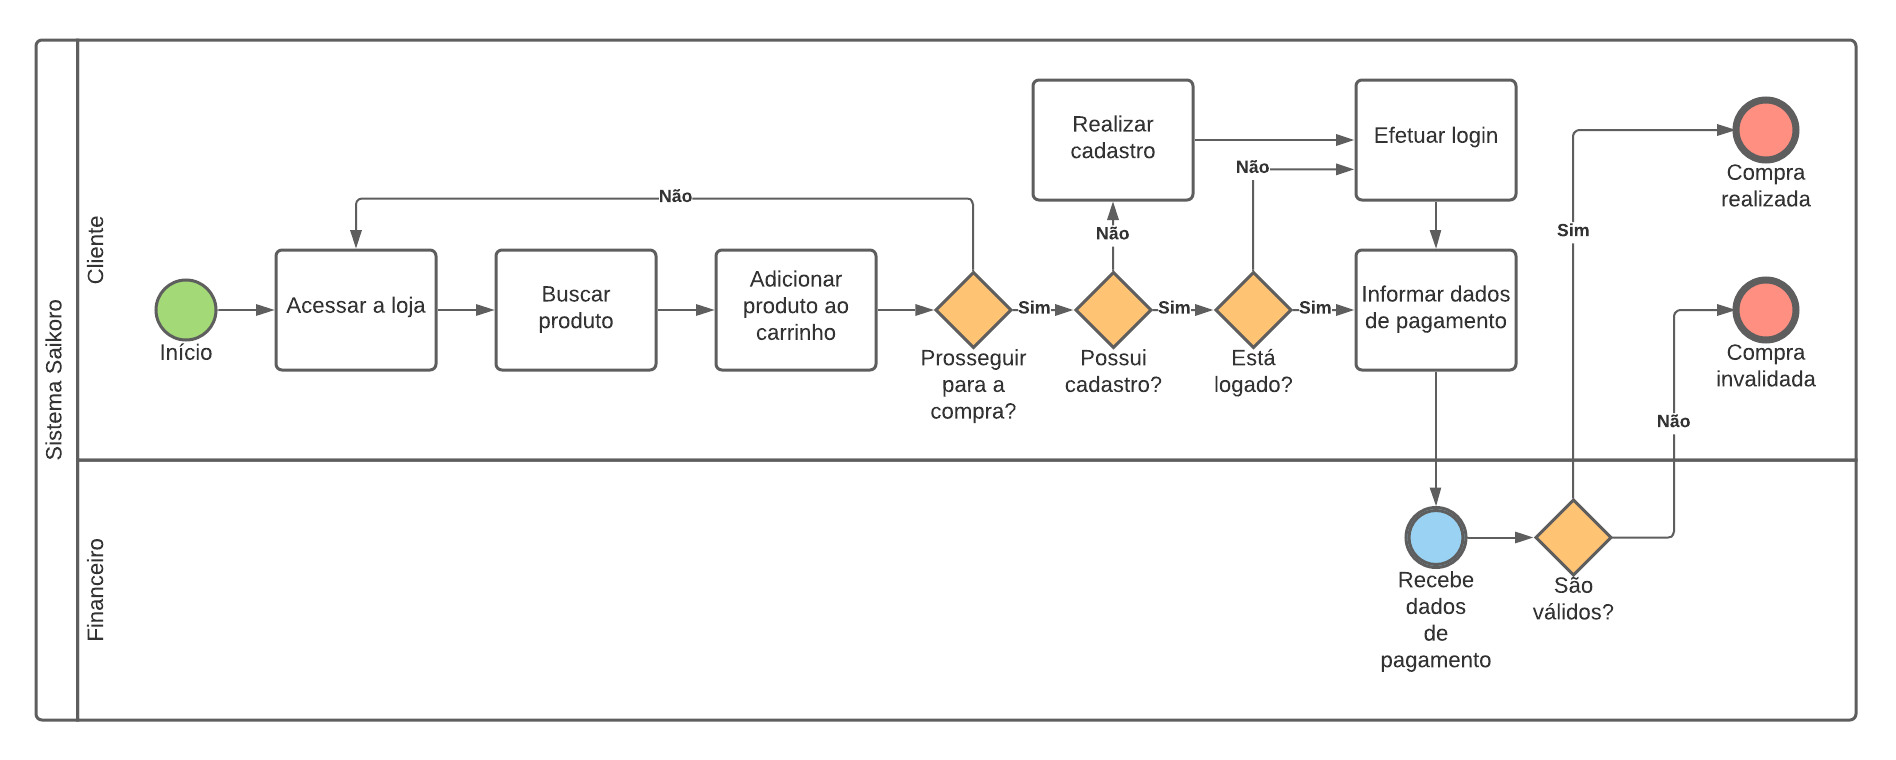 Sistema Saikoro
Cliente
Início
Acessar a loja
Buscar
produto
Adicionar
produto ao
carrinho
Não
Prosseguir
para a
compra?
Sim
Possui
cadastro?
Não
Realizar
cadastro
Sim
Está
logado?
Não
Efetuar login
Sim
Informar dados
de pagamento
Financeiro
Recebe
dados
de
pagamento
São
válidos?
Sim
Compra
realizada
Não
Compra
invalidada